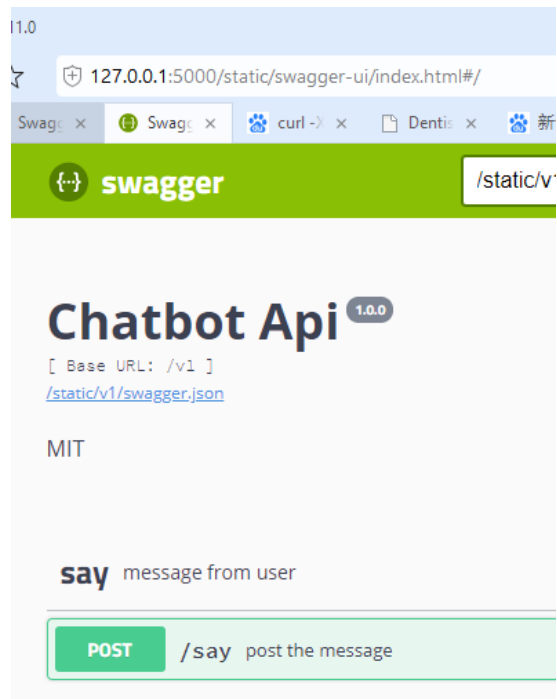 11.0
127.0.0.1:5000/static/swagger-ui/index.html#/
Swagg × Swagg × curl -X × Dentis × 新
swagger /static/v1
Chatbot Api 1.0.0
[ Base URL: /v1 ]
/static/v1/swagger.json
MIT
say message from user
POST /say post the message